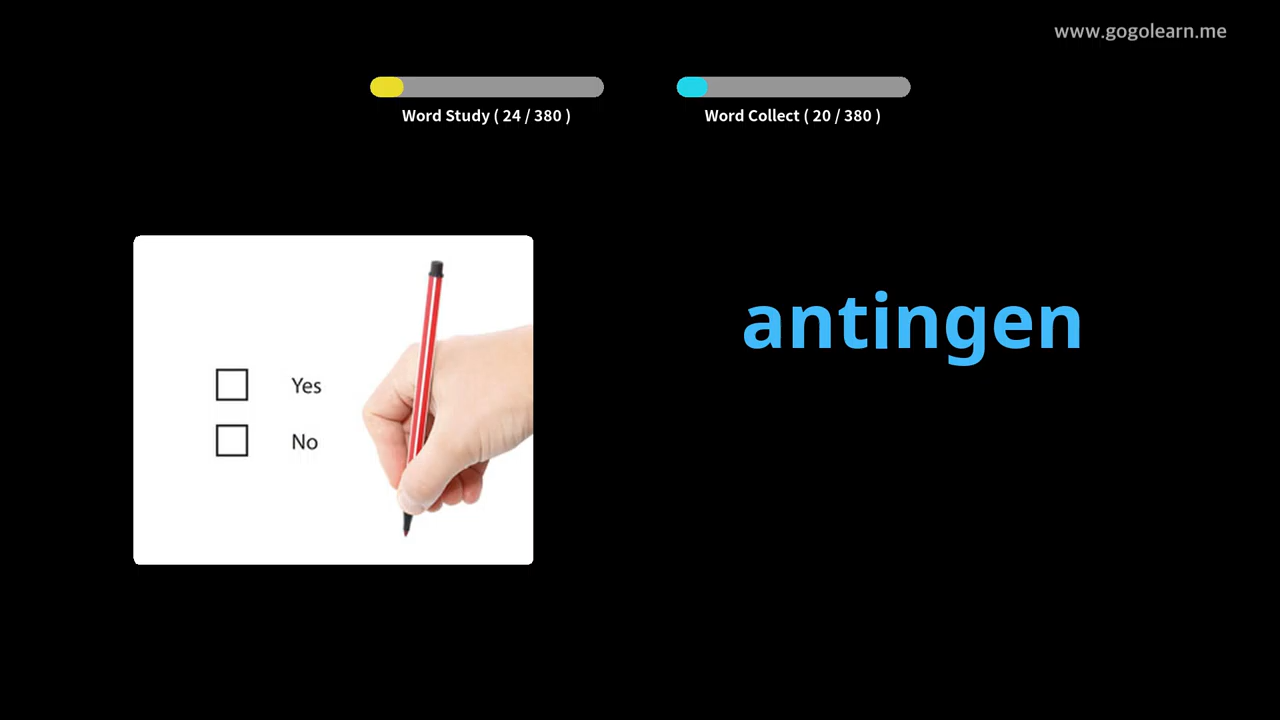 www.gogolearn.me
Word Study ( 24 / 380 )
Word Collect ( 20 / 380 )
antingen
Yes
No